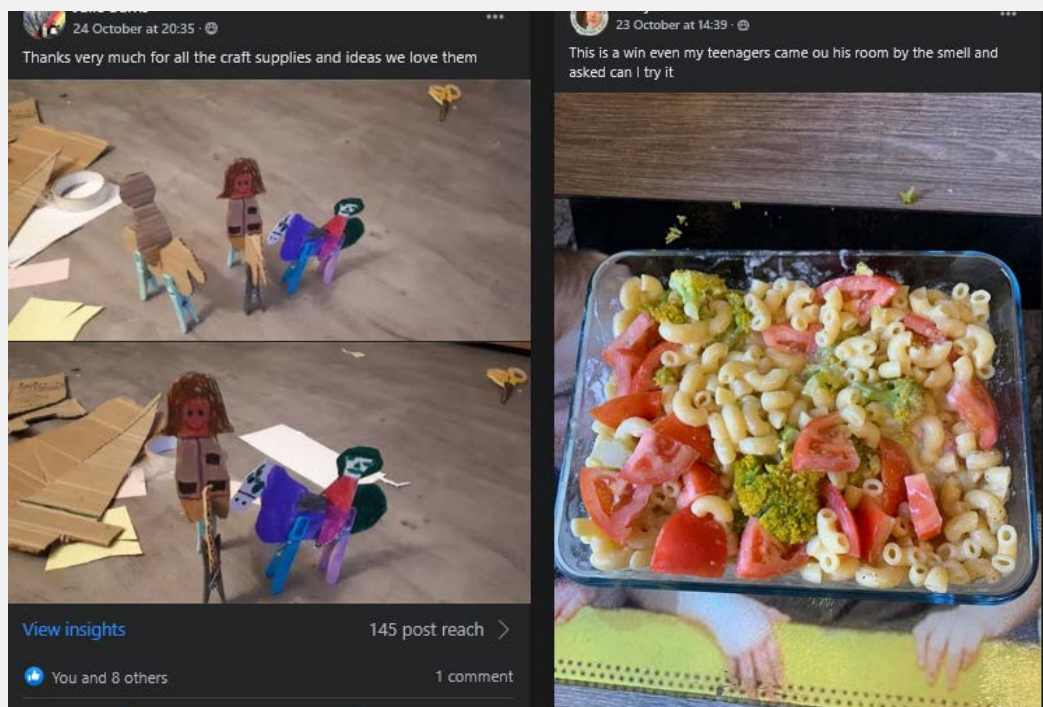 24 October at 20:35 ·
Thanks very much for all the craft supplies and ideas we love them
View insights
145 post reach
You and 8 others
1 comment
23 October at 14:39 ·
This is a win even my teenagers came ou his room by the smell and
asked can I try it